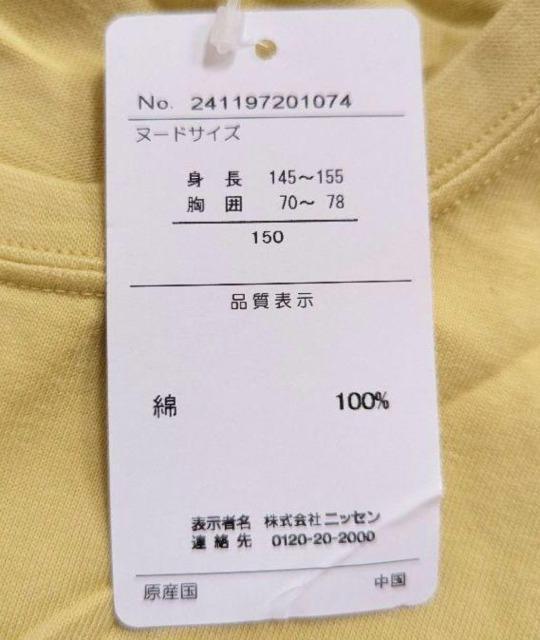 No. 241197201074
ヌードサイズ
身長 145～155
胸囲 70～ 78
150
品質表示
綿 100%
表示者名 株式会社ニッセン
連絡先 0120-20-2000
原産国 中国